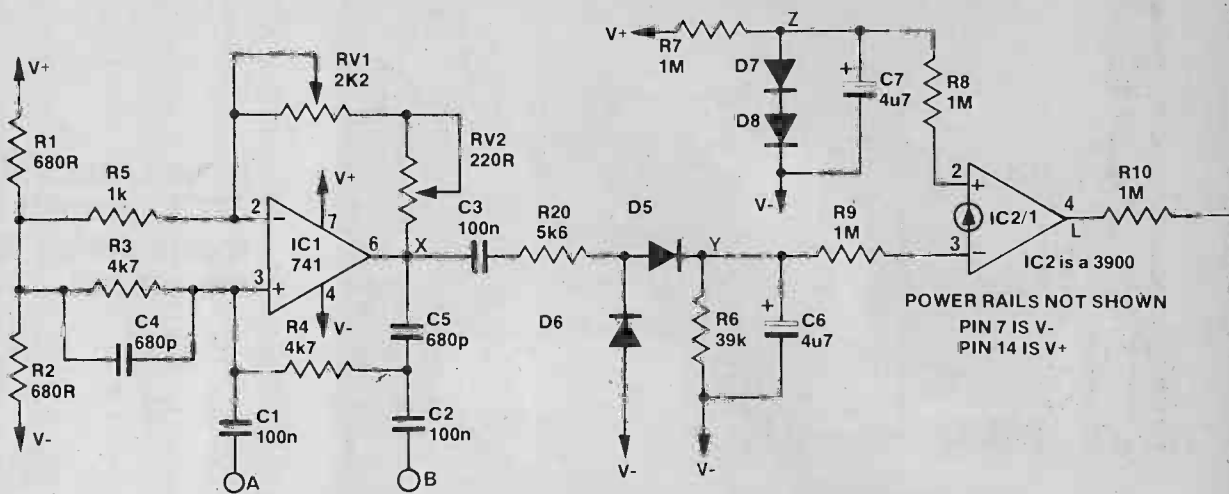 V+
R1
680R
R5
1k
R3
4k7
C4
680p
R2
680R
V-
RV1
2K2
RV2
220R
V+
2
7
IC1
741
6
3
4
V-
X
R4
4k7
C5
680p
C1
100n
C2
100n
A
B
C3
100n
R20
5k6
D5
D6
V-
Y
R6
39k
V-
C6
4u7
V+
R7
1M
Z
D7
D8
V-
+
C7
4u7
R8
1M
R9
1M
2
+
3
-
IC2/1
4
L
R10
1M
IC2 is a 3900
POWER RAILS NOT SHOWN
PIN 7 IS V-
PIN 14 IS V+